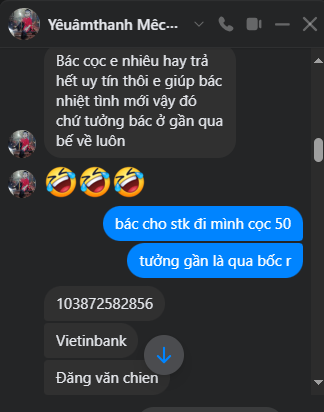 Yêuâmthanh Mêc...
Bác cọc e nhiêu hay trả
hết uy tín thôi e giúp bác
nhiệt tình mới vậy đó
chứ tưởng bác ở gần qua
bế về luôn
🤣🤣🤣
bác cho stk đi mình cọc 50
tưởng gần là qua bốc r
103872582856
Vietinbank
Đăng văn chien